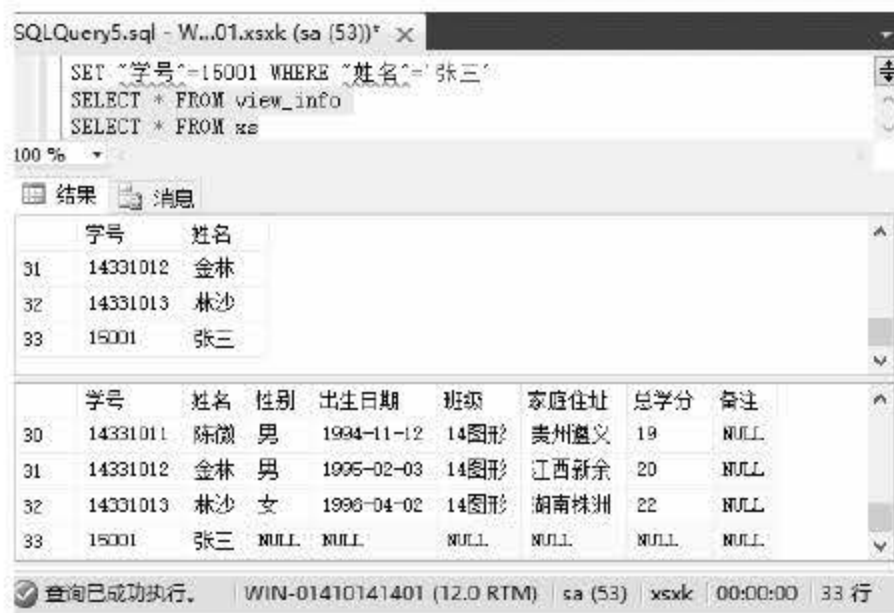 SQLQuery5.sql - W...01.xsxk (sa (53))* ×
SET "学号"=15001 WHERE "姓名"='张三'
SELECT * FROM view_info
SELECT * FROM xs
100 %
结果 消息
学号 姓名
31 14331012 金林
32 14331013 林沙
33 15001 张三
学号 姓名 性别 出生日期 班级 家庭住址 总学分 备注
30 14331011 陈微 男 1994-11-12 14图形 贵州遵义 19 NULL
31 14331012 金林 男 1995-02-03 14图形 江西新余 20 NULL
32 14331013 林沙 女 1996-04-02 14图形 湖南株洲 22 NULL
33 15001 张三 NULL NULL NULL NULL NULL NULL
查询已成功执行。 WIN-01410141401 (12.0 RTM) sa (53) xsxk 00:00:00 33 行